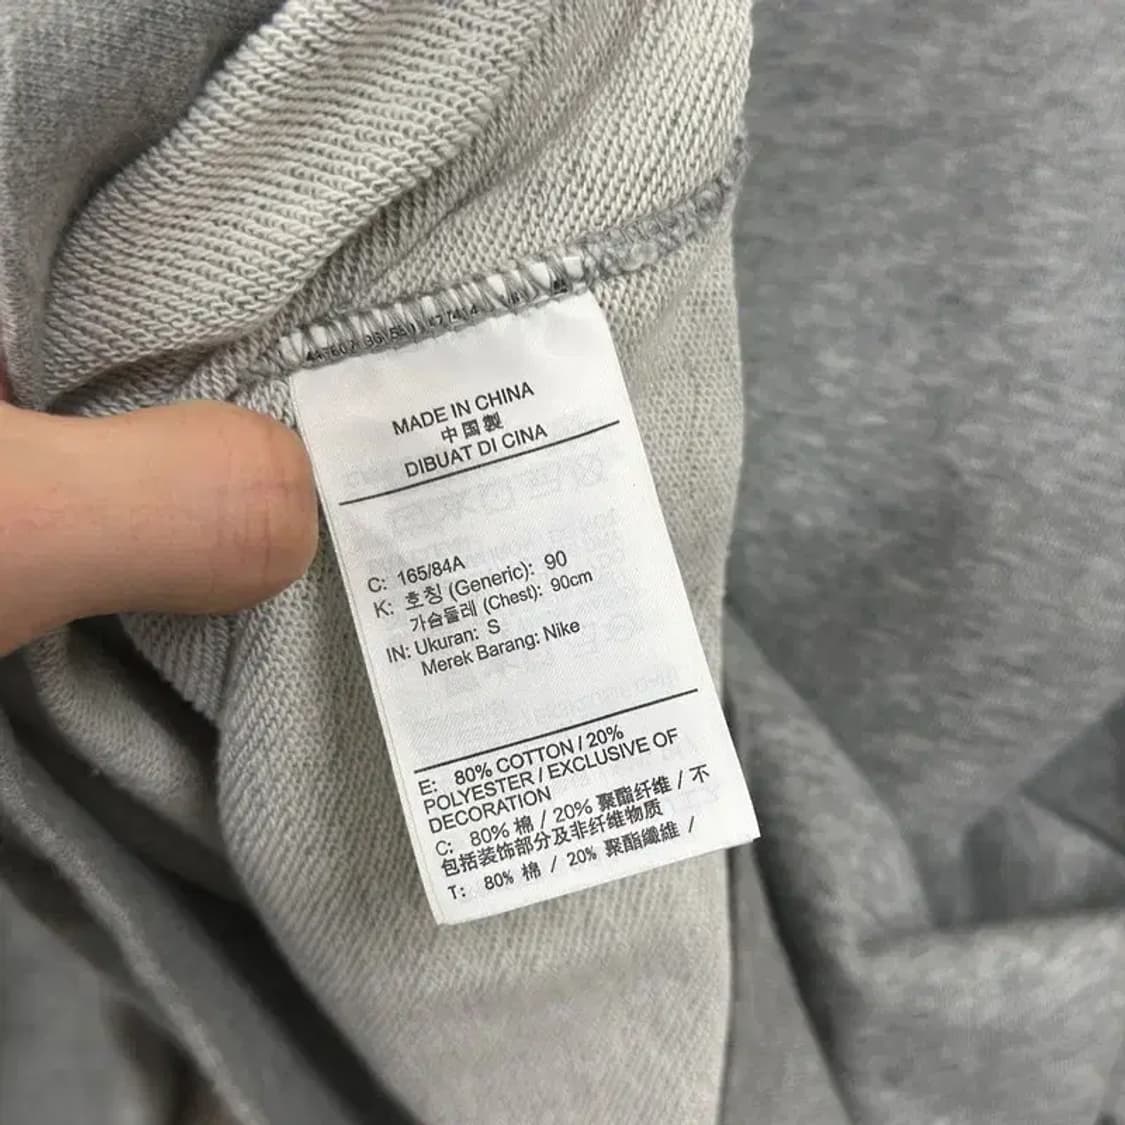 MADE IN CHINA
中国製
DIBUAT DI CINA
C: 165/84A
K: 호칭 (Generic): 90
가슴둘레 (Chest): 90cm
IN: Ukuran: S
Merek Barang: Nike
E: 80% COTTON / 20%
POLYESTER / EXCLUSIVE OF
DECORATION
C: 80% 棉 / 20% 聚酯纤维 / 不
包括装饰部分及非纤维物质
T: 80% 棉 / 20% 聚酯纖維 /